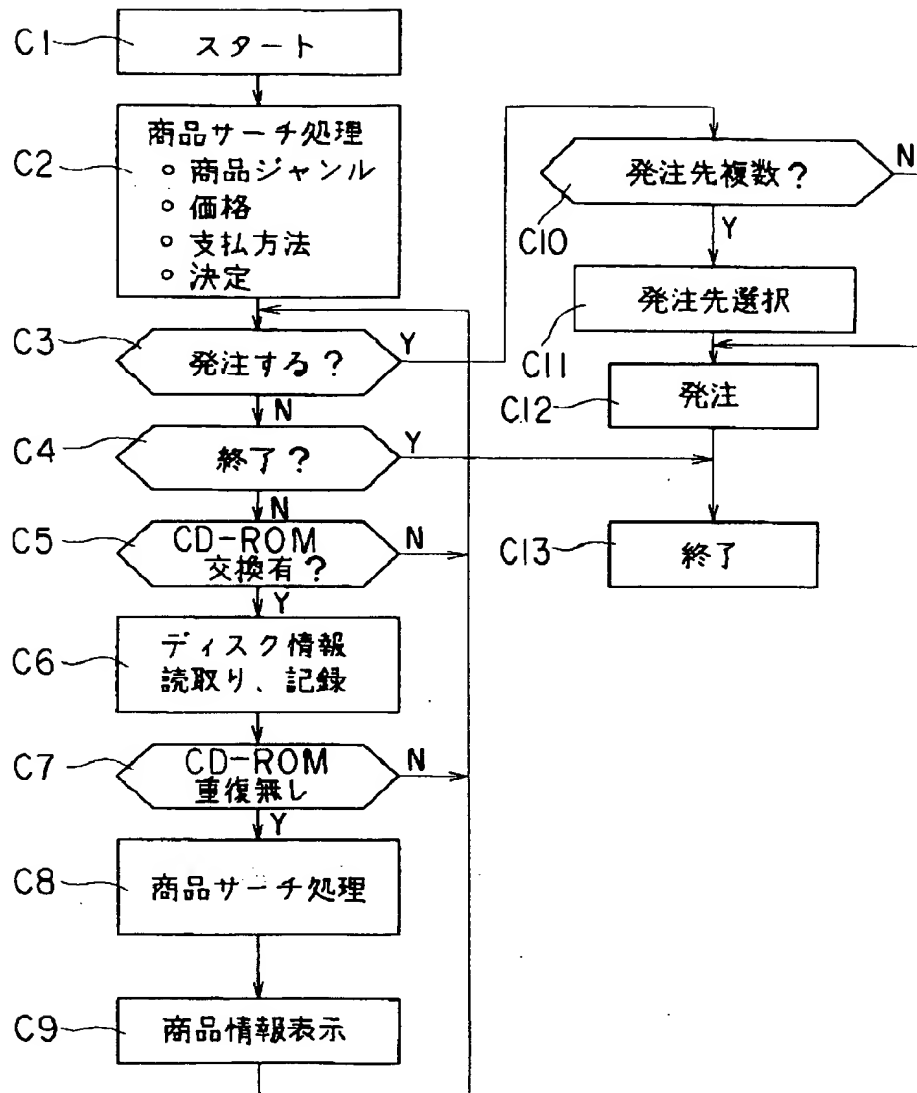 C1
スタート
C2
商品サーチ処理
○ 商品ジャンル
○ 価格
○ 支払方法
○ 決定
C3
発注する?
Y
N
C4
終了?
Y
N
C5
CD-ROM
交換有?
N
Y
C6
ディスク情報
読取り、記録
C7
CD-ROM
重複無し
N
Y
C8
商品サーチ処理
C9
商品情報表示
C10
発注先複数?
N
Y
C11
発注先選択
C12
発注
C13
終了